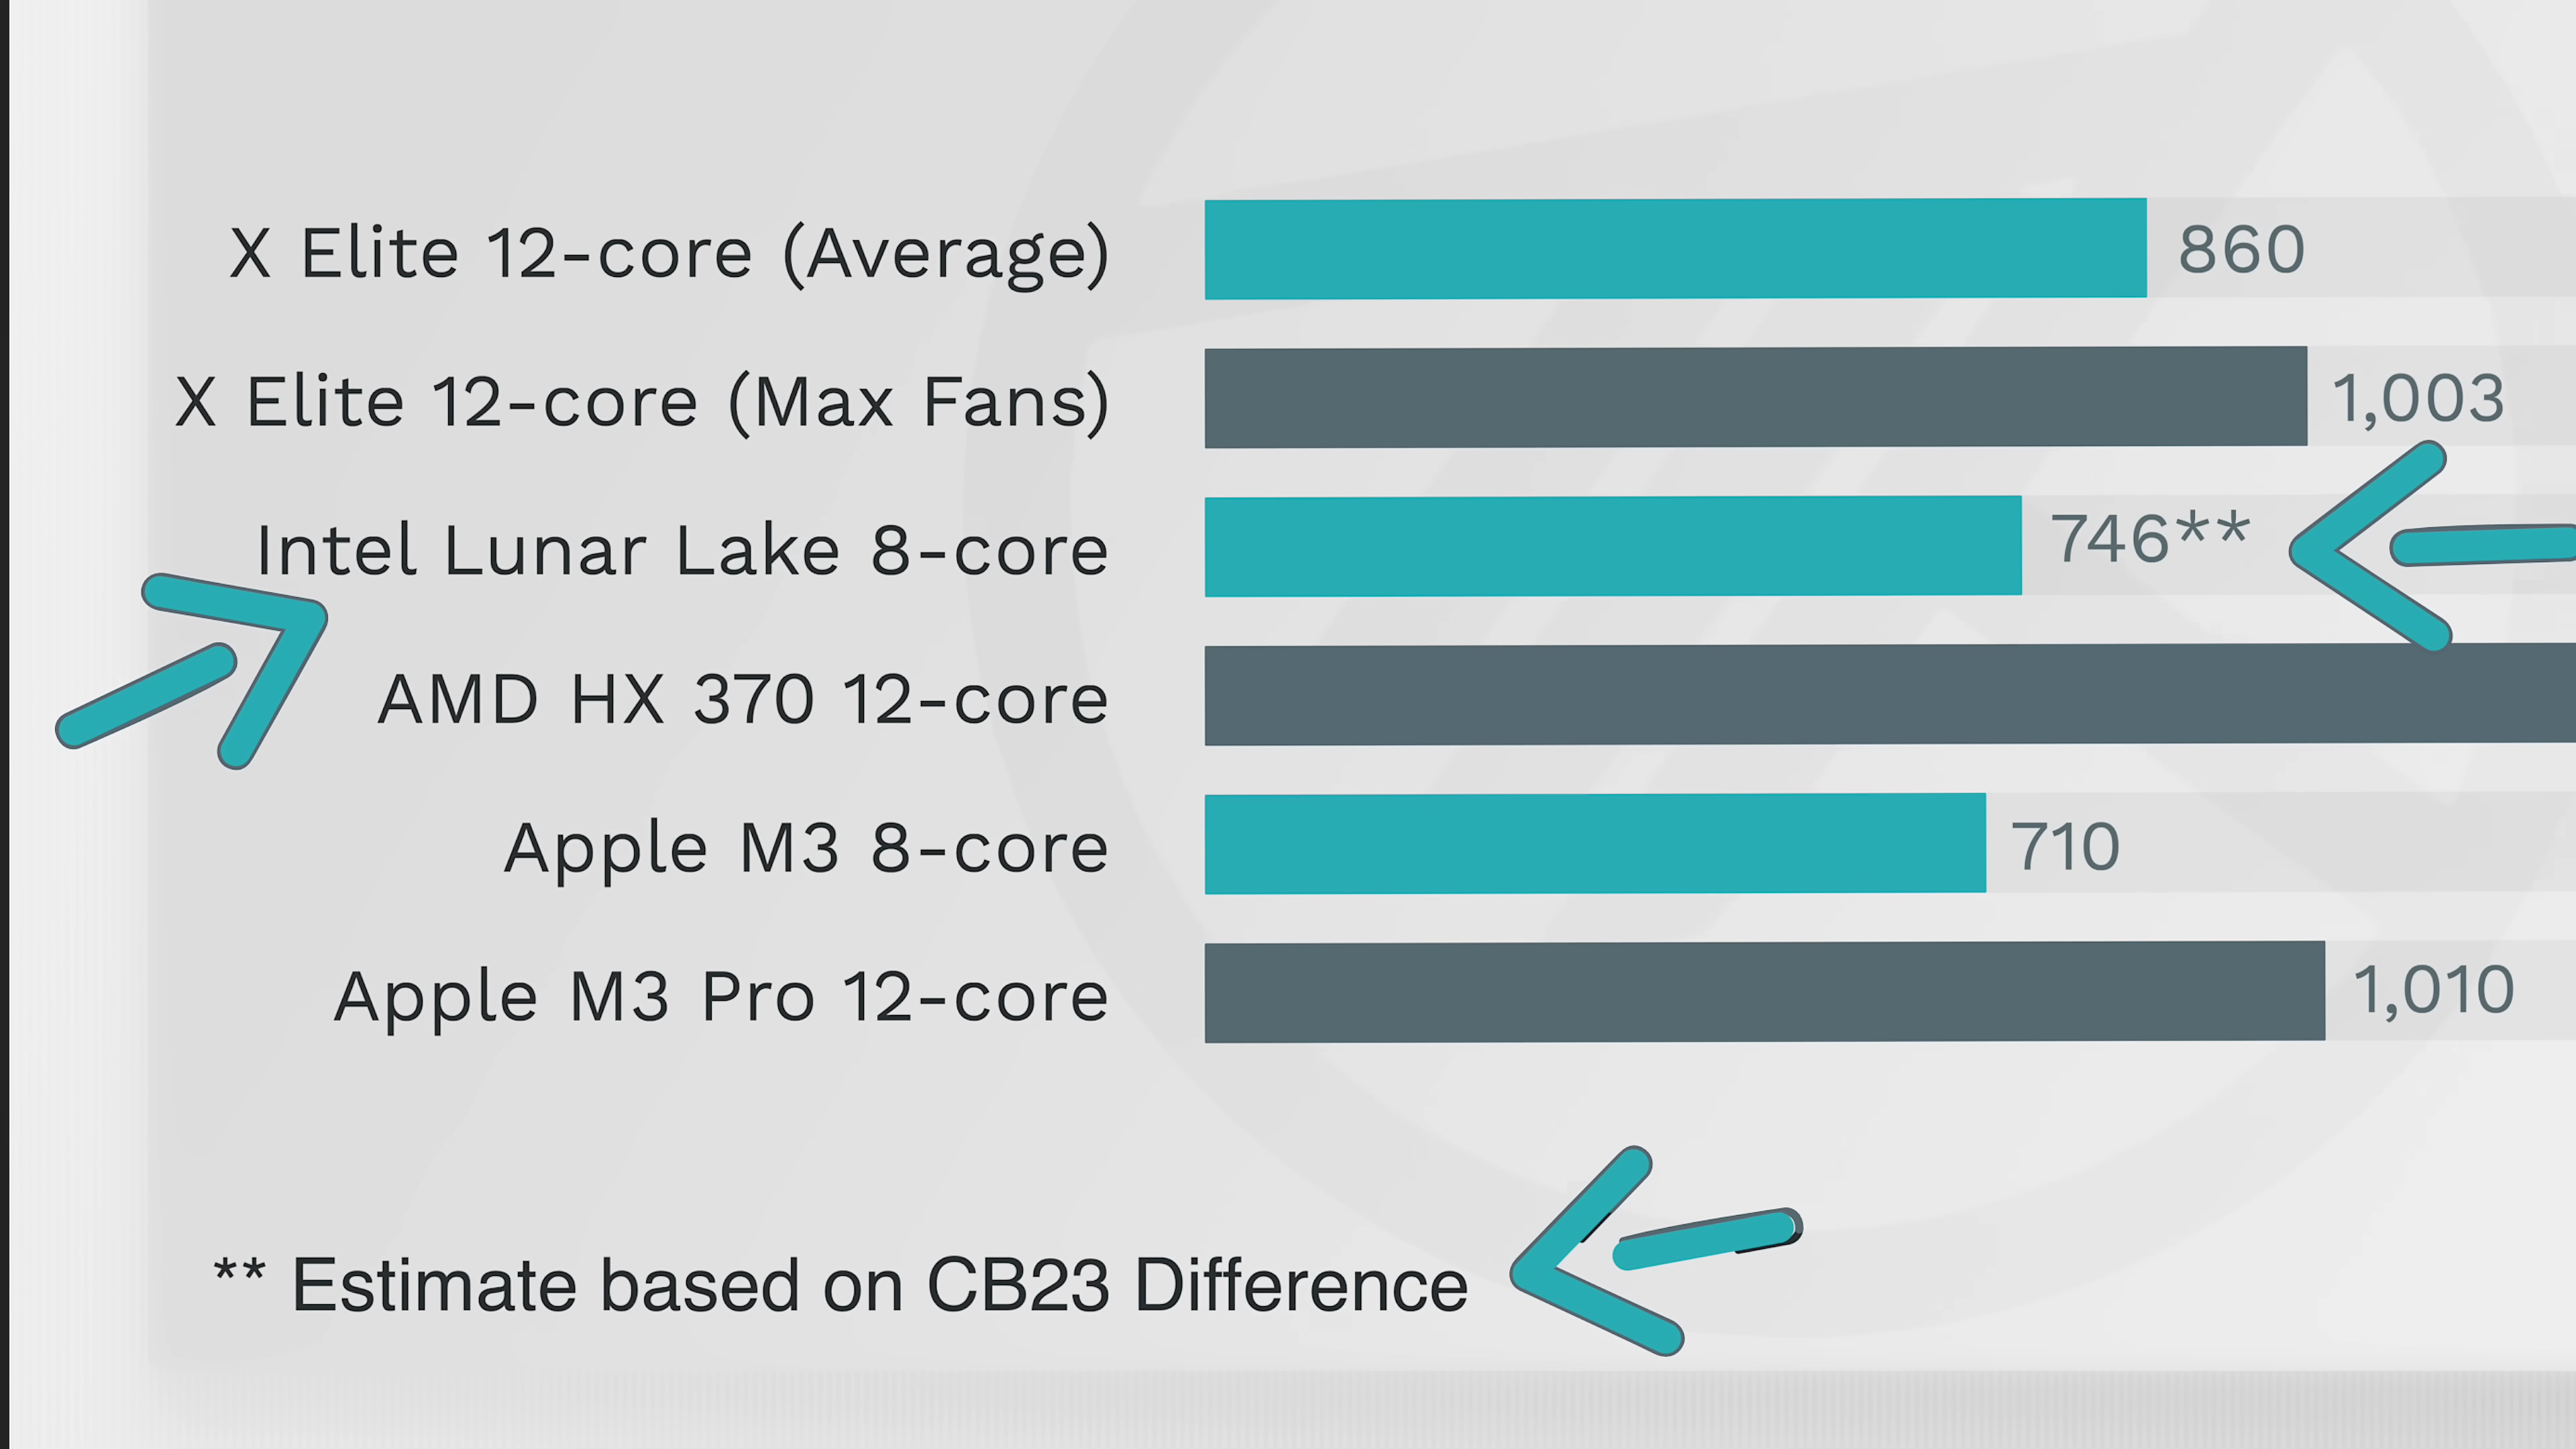 X Elite 12-core (Average) 860
X Elite 12-core (Max Fans) 1,003
Intel Lunar Lake 8-core 746**
AMD HX 370 12-core
Apple M3 8-core 710
Apple M3 Pro 12-core 1,010
** Estimate based on CB23 Difference